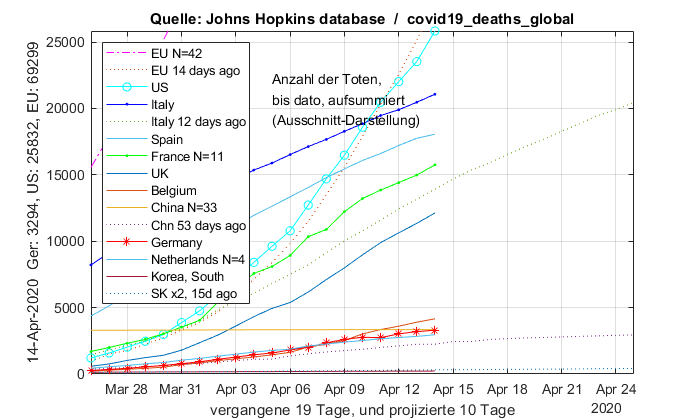 Quelle: Johns Hopkins database / covid19_deaths_global
14-Apr-2020 Ger: 3294, US: 25832, EU: 69299
25000
20000
15000
10000
5000
0
EU N=42
EU 14 days ago
US
Italy
Italy 12 days ago
Spain
France N=11
UK
Belgium
China N=33
Chn 53 days ago
Germany
Netherlands N=4
Korea, South
SK x2, 15d ago
Anzahl der Toten,
bis dato, aufsummiert
(Ausschnitt-Darstellung)
Mar 28 Mar 31 Apr 03 Apr 06 Apr 09 Apr 12 Apr 15 Apr 18 Apr 21 Apr 24
2020
vergangene 19 Tage, und projizierte 10 Tage